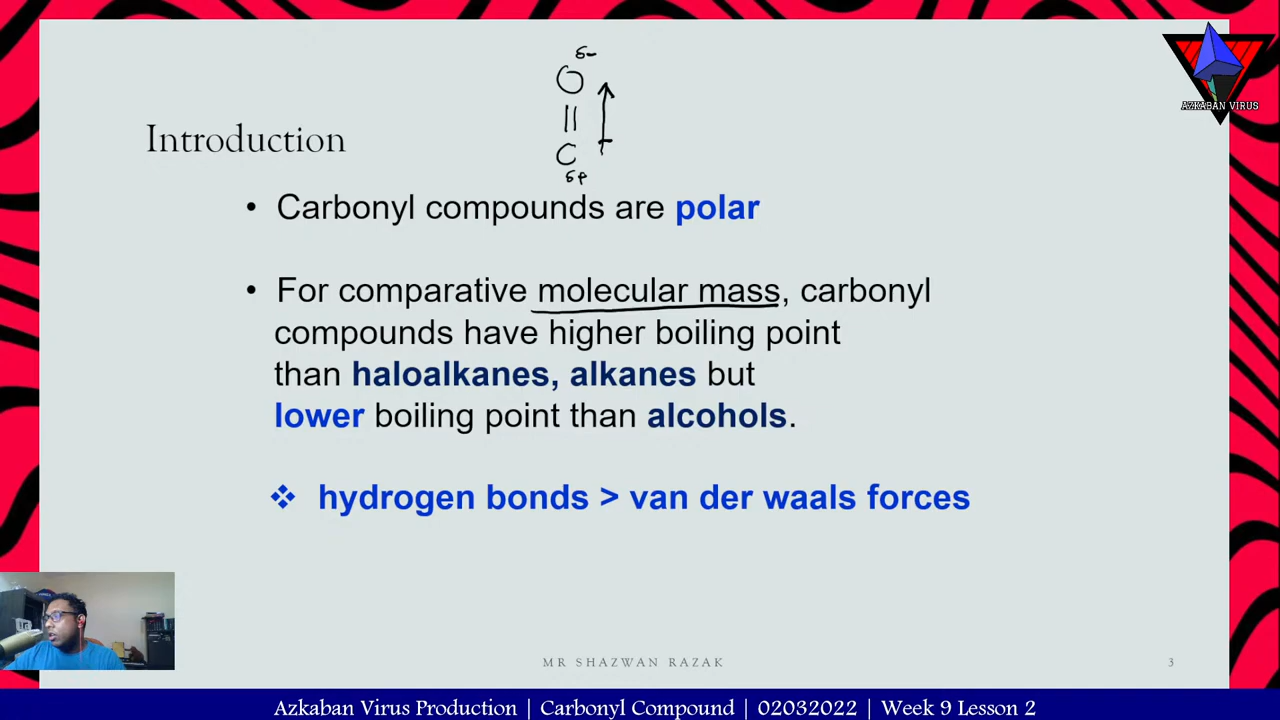 δ-
O
||
C
δ+
AZKABAN VIRUS
Introduction
• Carbonyl compounds are polar
• For comparative molecular mass, carbonyl
compounds have higher boiling point
than haloalkanes, alkanes but
lower boiling point than alcohols.
❖ hydrogen bonds > van der waals forces
MR SHAZWAN RAZAK
3
Azkaban Virus Production | Carbonyl Compound | 02032022 | Week 9 Lesson 2